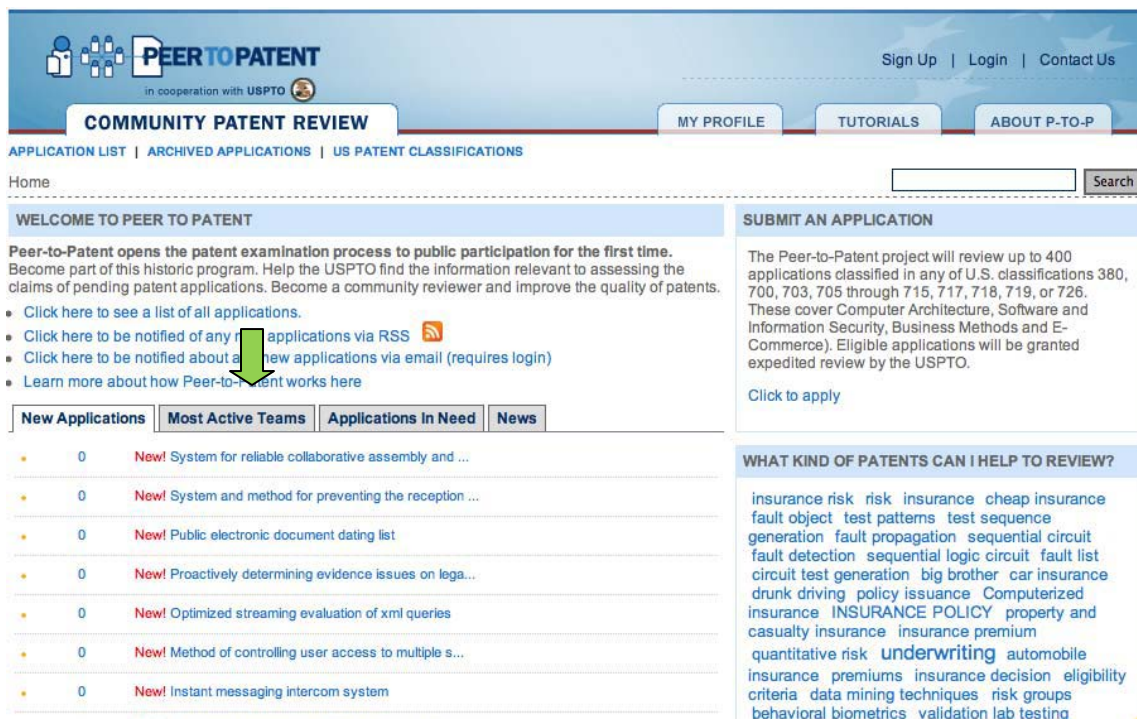 PEERTOPATENT
in cooperation with USPTO
Sign Up | Login | Contact Us
COMMUNITY PATENT REVIEW
MY PROFILE
TUTORIALS
ABOUT P-TO-P
APPLICATION LIST | ARCHIVED APPLICATIONS | US PATENT CLASSIFICATIONS
Home
Search
WELCOME TO PEER TO PATENT
Peer-to-Patent opens the patent examination process to public participation for the first time.
Become part of this historic program. Help the USPTO find the information relevant to assessing the
claims of pending patent applications. Become a community reviewer and improve the quality of patents.
Click here to see a list of all applications.
Click here to be notified of any applications via RSS
Click here to be notified about new applications via email (requires login)
Learn more about how Peer-to-Patent works here
New Applications
Most Active Teams
Applications In Need
News
0 New! System for reliable collaborative assembly and ...
0 New! System and method for preventing the reception ...
0 New! Public electronic document dating list
0 New! Proactively determining evidence issues on lega...
0 New! Optimized streaming evaluation of xml queries
0 New! Method of controlling user access to multiple s...
0 New! Instant messaging intercom system
SUBMIT AN APPLICATION
The Peer-to-Patent project will review up to 400
applications classified in any of U.S. classifications 380,
700, 703, 705 through 715, 717, 718, 719, or 726.
These cover Computer Architecture, Software and
Information Security, Business Methods and E-
Commerce). Eligible applications will be granted
expedited review by the USPTO.
Click to apply
WHAT KIND OF PATENTS CAN I HELP TO REVIEW?
insurance risk risk insurance cheap insurance
fault object test patterns test sequence
generation fault propagation sequential circuit
fault detection sequential logic circuit fault list
circuit test generation big brother car insurance
drunk driving policy issuance Computerized
insurance INSURANCE POLICY property and
casualty insurance insurance premium
quantitative risk underwriting automobile
insurance premiums insurance decision eligibility
criteria data mining techniques risk groups
behavioral biometrics validation lab testing